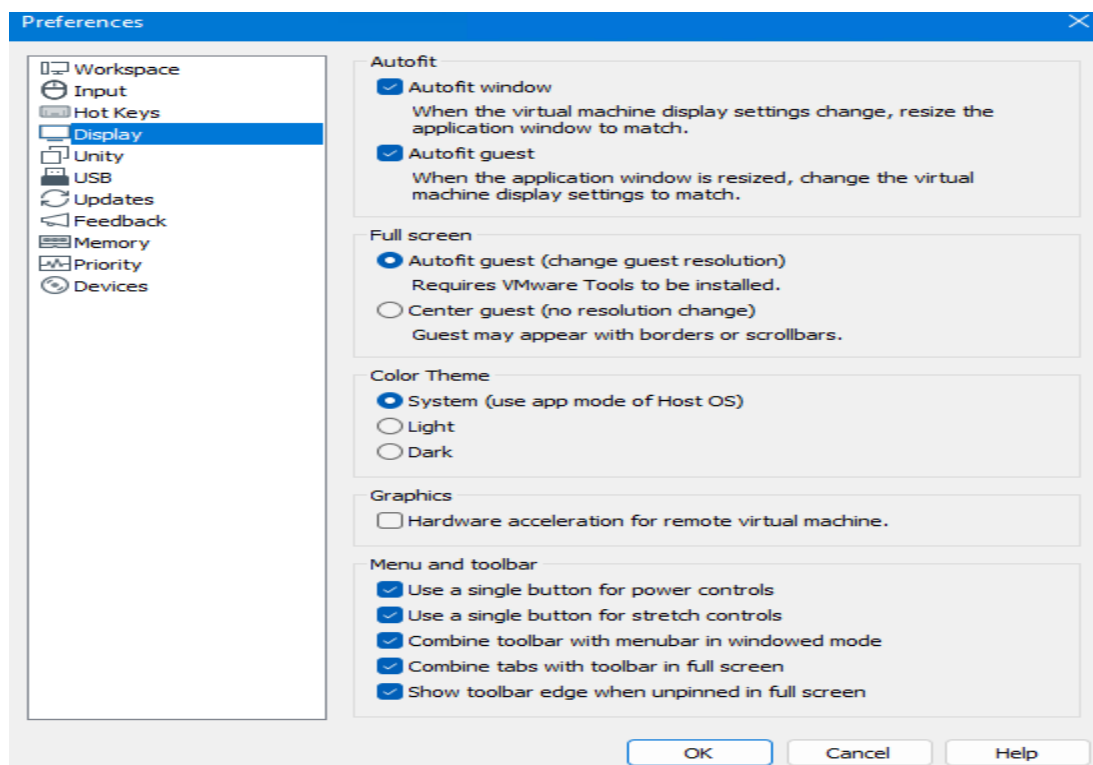 Preferences
Workspace
Input
Hot Keys
Display
Unity
USB
Updates
Feedback
Memory
Priority
Devices
Autofit
Autofit window
When the virtual machine display settings change, resize the
application window to match.
Autofit guest
When the application window is resized, change the virtual
machine display settings to match.
Full screen
Autofit guest (change guest resolution)
Requires VMware Tools to be installed.
Center guest (no resolution change)
Guest may appear with borders or scrollbars.
Color Theme
System (use app mode of Host OS)
Light
Dark
Graphics
Hardware acceleration for remote virtual machine.
Menu and toolbar
Use a single button for power controls
Use a single button for stretch controls
Combine toolbar with menubar in windowed mode
Combine tabs with toolbar in full screen
Show toolbar edge when unpinned in full screen
OK
Cancel
Help